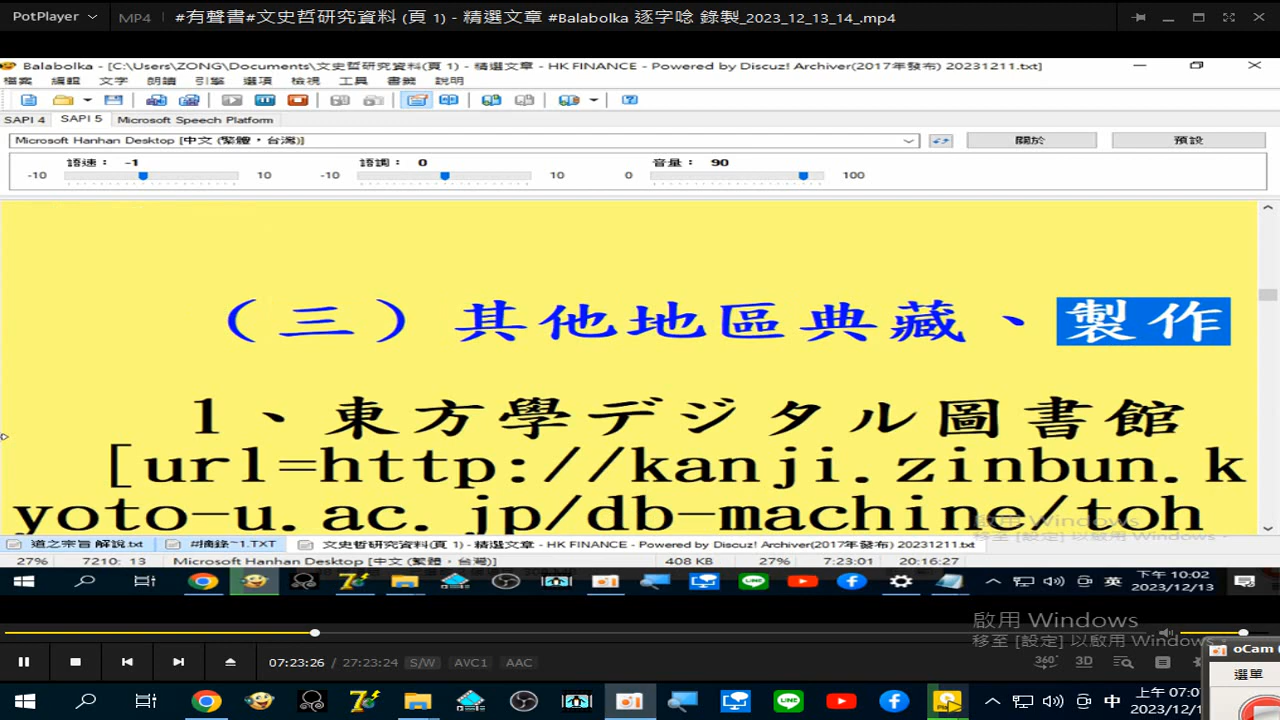 PotPlayer
MP4
#有聲書#文史哲研究資料 (頁 1) - 精選文章 #Balabolka 逐字唸 錄製_2023_12_13_14_.mp4
Balabolka - [C:\Users\ZONG\Documents\文史哲研究資料(頁 1) - 精選文章 - HK FINANCE - Powered by Discuz! Archiver(2017年發布) 20231211.txt]
檔案 編輯 文字 朗讀 引擎 選項 檢視 工具 書籤 說明
SAPI 4 SAPI 5 Microsoft Speech Platform
Microsoft Hanhan Desktop [中文 (繁體，台灣)]
關於
預設
語速： -1 語調： 0 音量： 90
-10 10 -10 10 0 100
（三）其他地區典藏、製作
1、東方學デジタル圖書館
[url=http://kanji.zinbun.k
yoto-u.ac.jp/db-machine/toh
道之宗旨 解說.txt
#摘錄~1.TXT
文史哲研究資料(頁 1) - 精選文章 - HK FINANCE - Powered by Discuz! Archiver(2017年發布) 20231211.txt
27% 7210: 13 Microsoft Hanhan Desktop [中文 (繁體，台灣)] 408 KB 27% 7:23:01 20:16:27
英
下午 10:02
2023/12/13
啟用 Windows
移至 [設定] 以啟用 Windows。
07:23:26 / 27:23:24 S/W AVC1 AAC
360°
3D
oCam (
選單
中
上午 07:0
2023/12/1